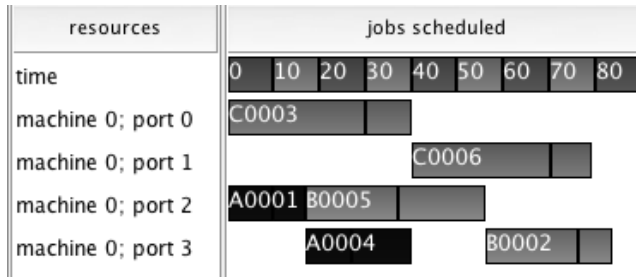 resources jobs scheduled
time 0 10 20 30 40 50 60 70 80
machine 0; port 0 C0003
machine 0; port 1 C0006
machine 0; port 2 A0001 B0005
machine 0; port 3 A0004 B0002